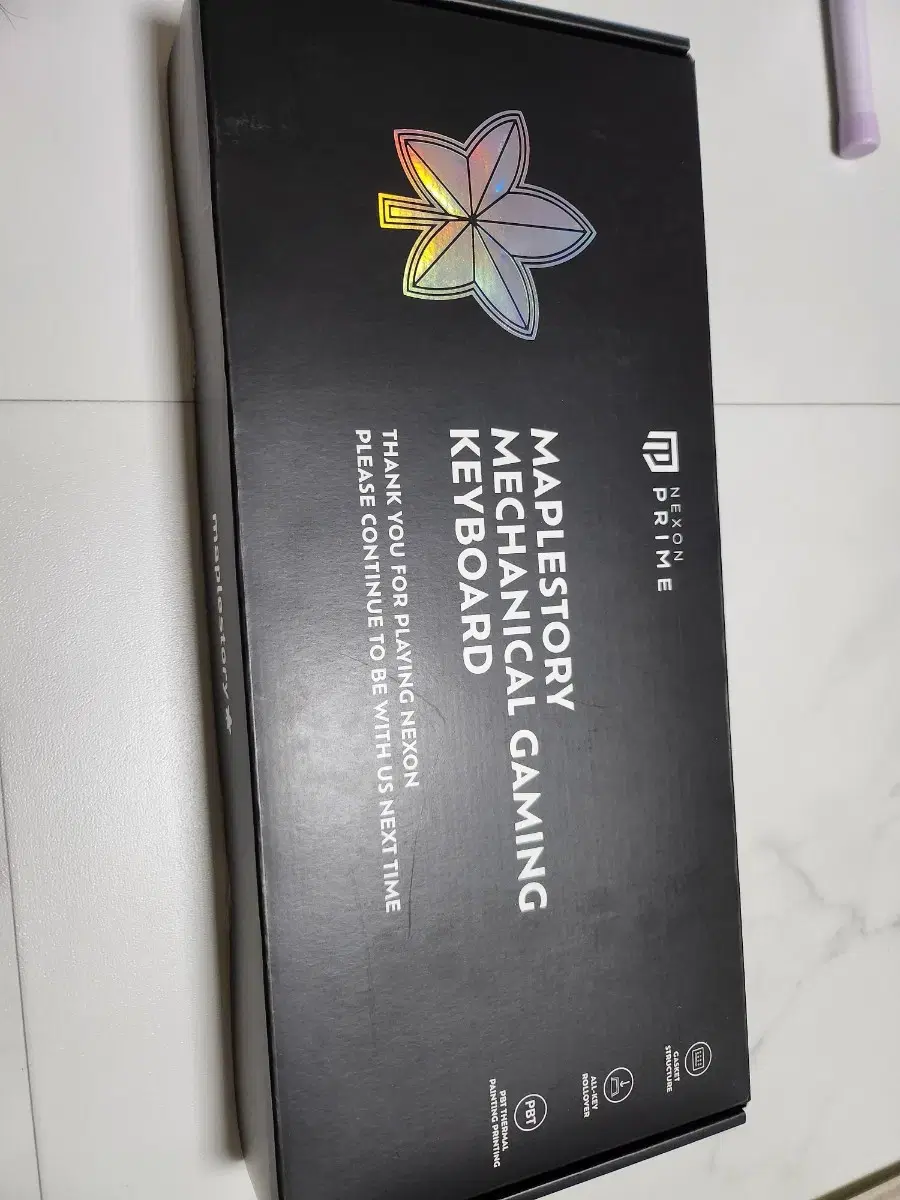 NEXON
PRIME
MAPLESTORY
MECHANICAL GAMING
KEYBOARD
THANK YOU FOR PLAYING NEXON
PLEASE CONTINUE TO BE WITH US NEXT TIME
GASKET
STRUCTURE
ALL-KEY
ROLLOVER
PBT
PBT THERMAL
PAINTING PRINTING
maplestory